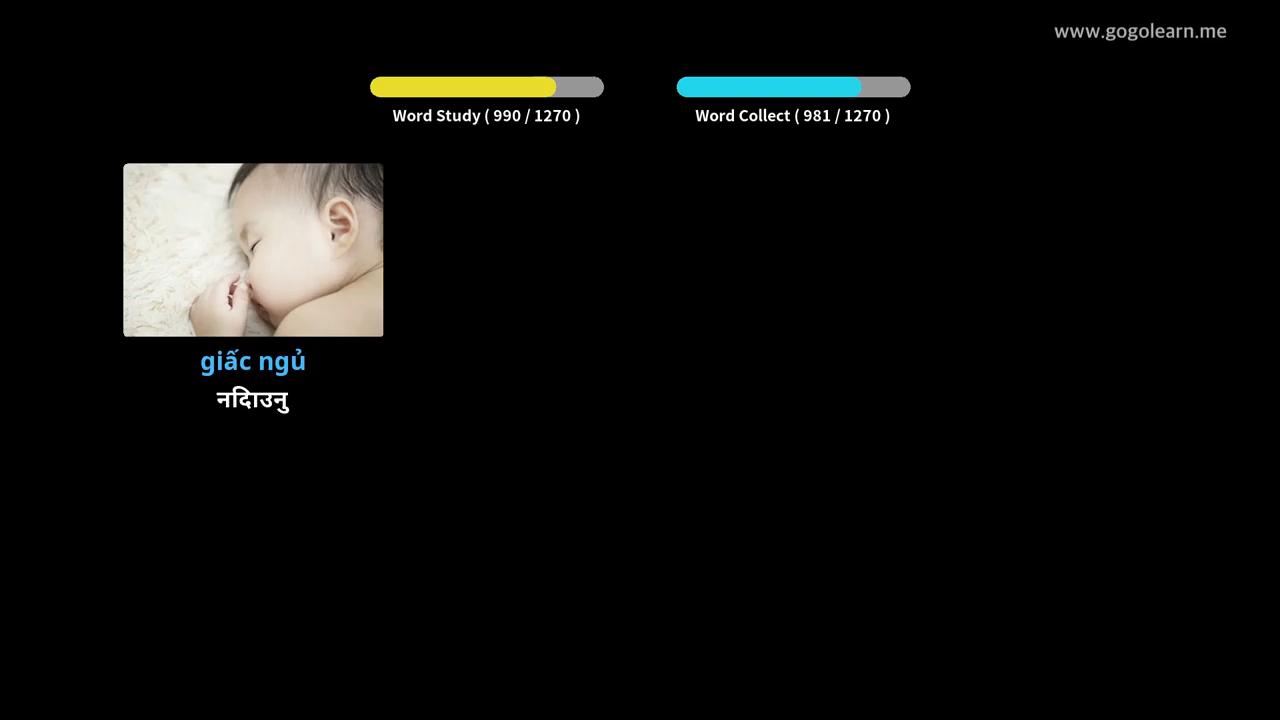 www.gogolearn.me
Word Study ( 990 / 1270 )
Word Collect ( 981 / 1270 )
giấc ngủ
नदिाउनु